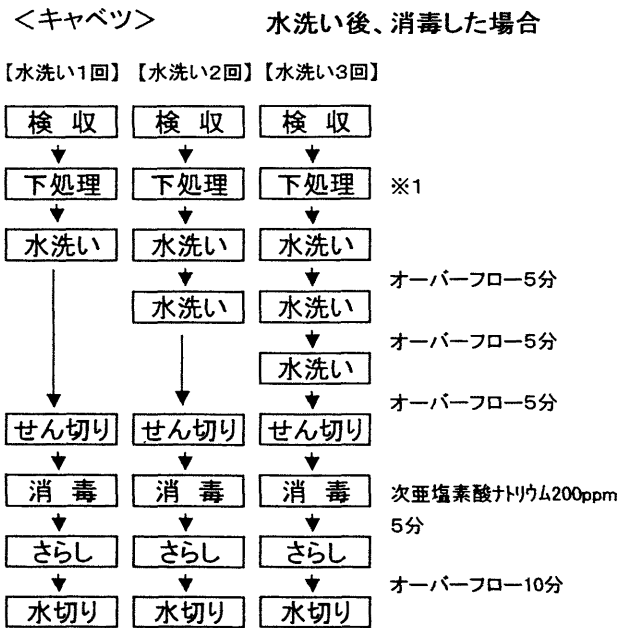 ＜キャベツ＞ 水洗い後、消毒した場合
【水洗い1回】 【水洗い2回】 【水洗い3回】
検 収 検 収 検 収
下処理 下処理 下処理 ※1
水洗い 水洗い 水洗い
オーバーフロー5分
水洗い 水洗い
オーバーフロー5分
水洗い
オーバーフロー5分
せん切り せん切り せん切り
消 毒 消 毒 消 毒 次亜塩素酸ナトリウム200ppm
5分
さらし さらし さらし
オーバーフロー10分
水切り 水切り 水切り